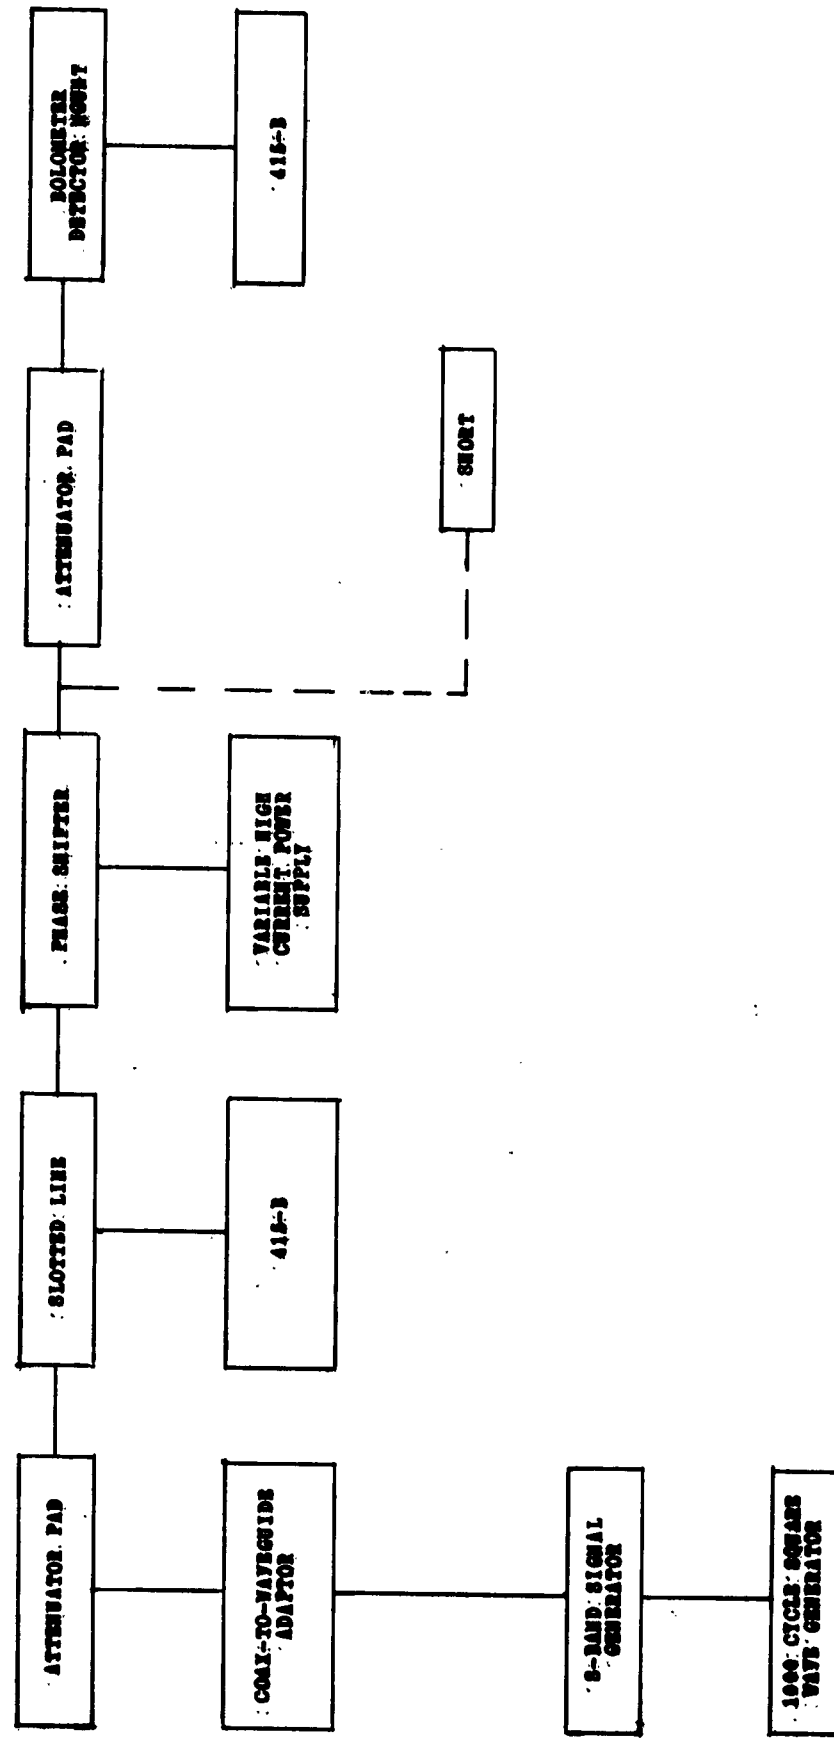 ATTENUATOR PAD
SLOTTED LINE
PHASE SHIFTER
ATTENUATOR PAD
BOLOMETER
DETECTOR MOUNT
COAX-TO-WAVEGUIDE
ADAPTOR
415-B
VARIABLE HIGH
CURRENT POWER
SUPPLY
415-B
SHORT
S-BAND SIGNAL
GENERATOR
1000 CYCLE SQUARE
WAVE GENERATOR